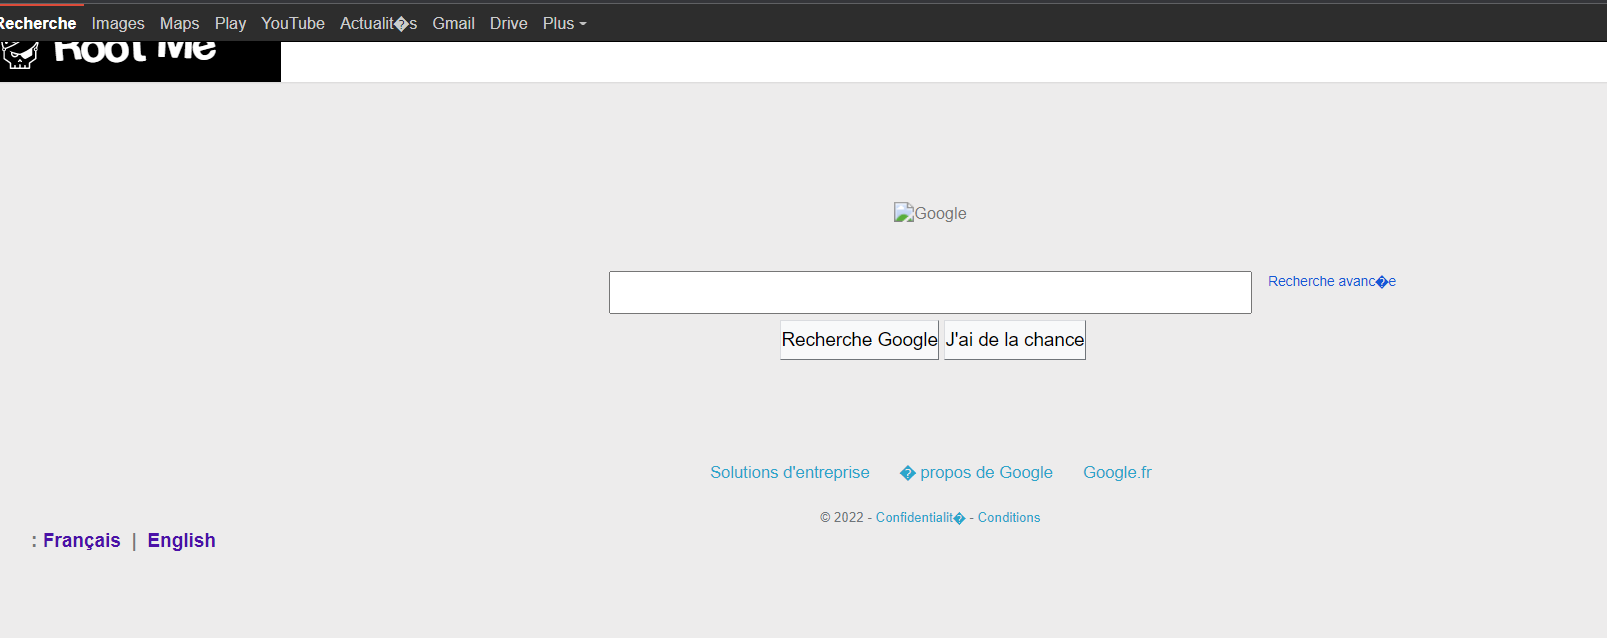 Recherche Images Maps Play YouTube Actualit�s Gmail Drive Plus
Root Me
Google
Recherche avanc�e
Recherche Google J'ai de la chance
Solutions d'entreprise � propos de Google Google.fr
© 2022 - Confidentialit� - Conditions
: Français | English